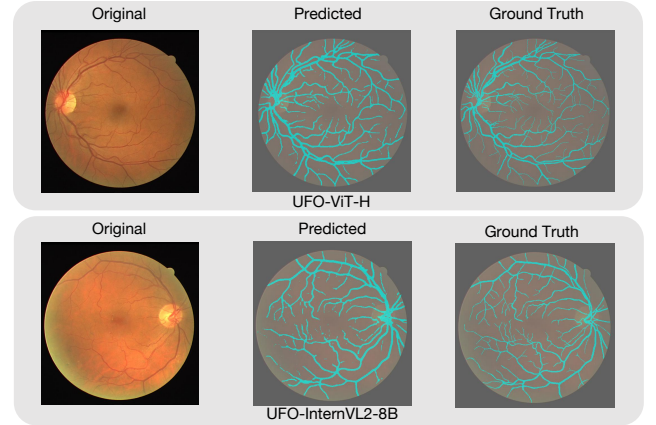 Original Predicted Ground Truth
UFO-ViT-H
Original Predicted Ground Truth
UFO-InternVL2-8B